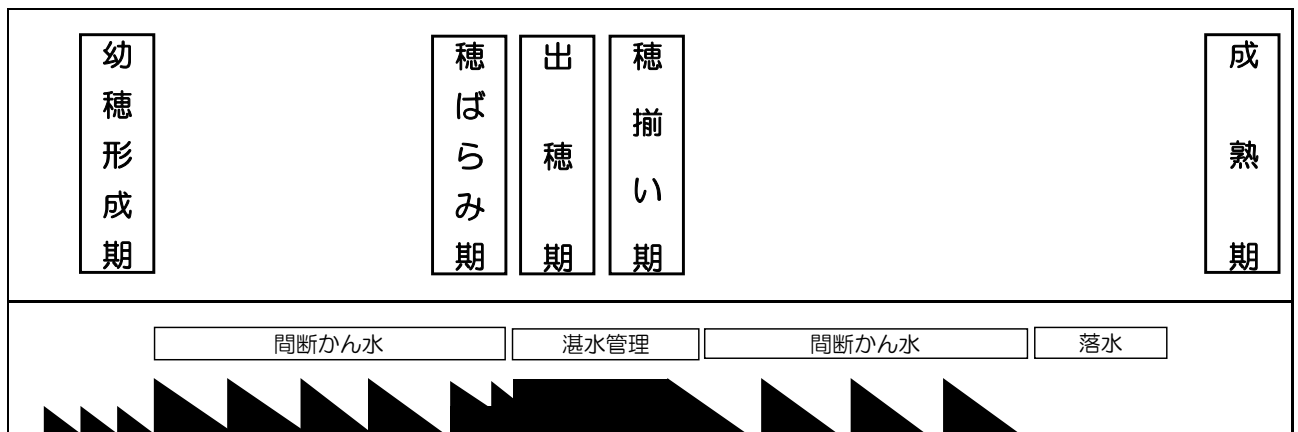 幼穂形成期
穂ばらみ期
出穂期
穂揃い期
成熟期
間断かん水
湛水管理
間断かん水
落水